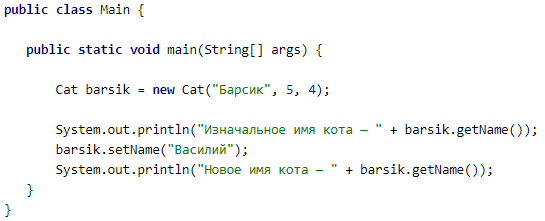 public class Main {
public static void main(String[] args) {
Cat barsik = new Cat("Барсик", 5, 4);
System.out.println("Изначальное имя кота — " + barsik.getName());
barsik.setName("Василий");
System.out.println("Новое имя кота — " + barsik.getName());
}
}